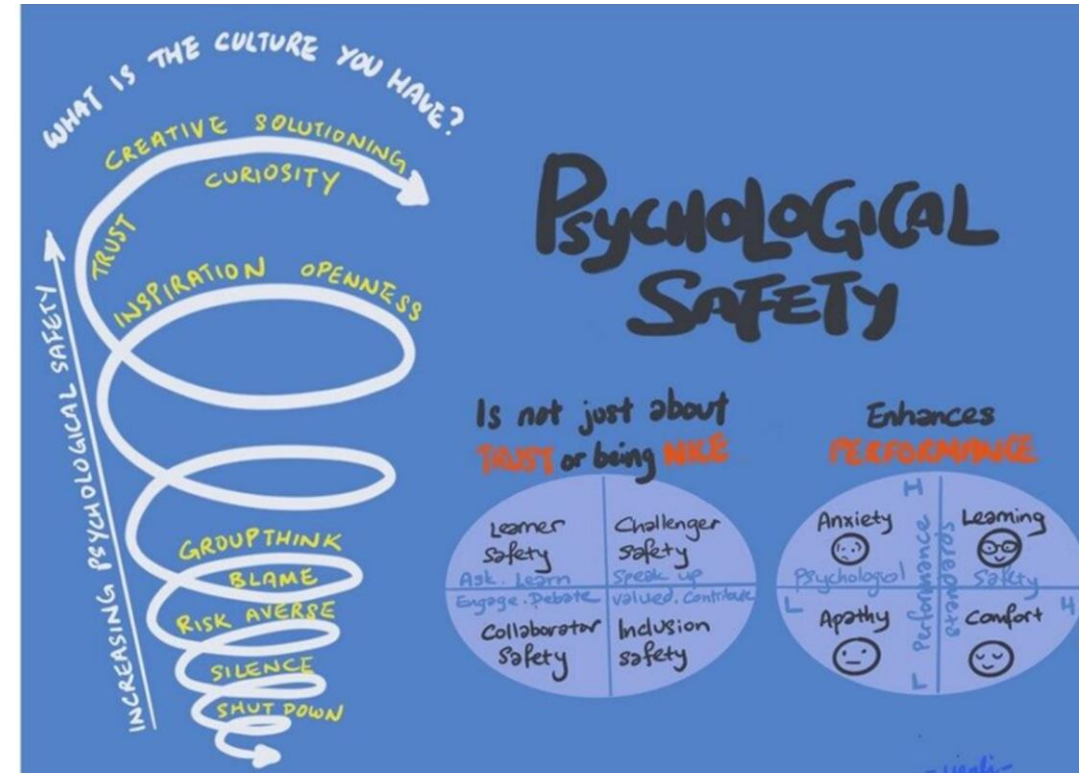 WHAT IS THE CULTURE YOU HAVE?
CREATIVE SOLUTIONING
CURIOSITY
TRUST
INSPIRATION OPENNESS
GROUPTHINK
BLAME
RISK AVERSE
SILENCE
SHUT DOWN
INCREASING PSYCHOLOGICAL SAFETY
PSYCHOLOGICAL
SAFETY
Is not just about
TRUST or being NICE
Learner
Safety
Ask. Learn
Challenger
safety
Speak up
Engage. Debate
Collaborator
Safety
valued. Contribute
Inclusion
safety
Enhances
PERFORMANCE
Anxiety
H
Learning
Psychological
Safety
Performance
standards
L
H
Apathy
Comfort
L